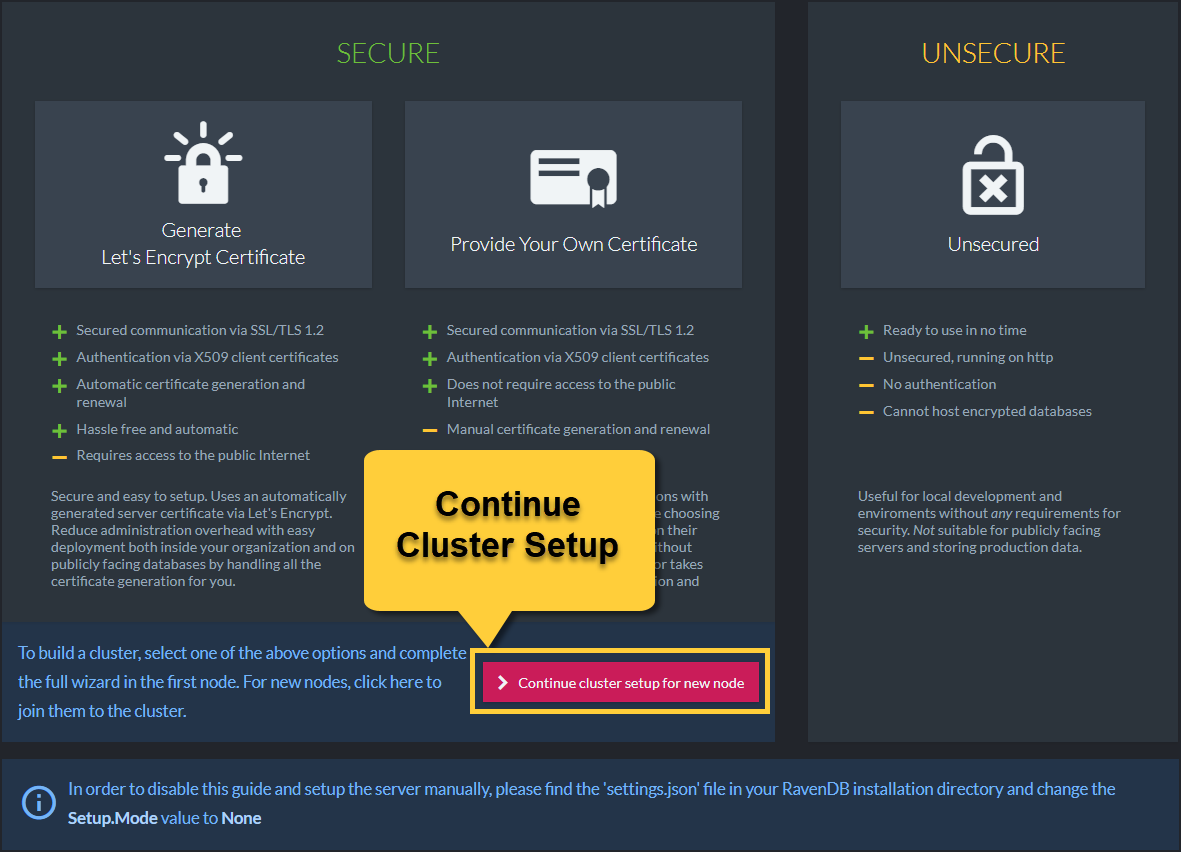 SECURE
Generate
Let's Encrypt Certificate
Secured communication via SSL/TLS 1.2
Authentication via X509 client certificates
Automatic certificate generation and
renewal
Hassle free and automatic
Requires access to the public Internet
Secure and easy to setup. Uses an automatically
generated server certificate via Let's Encrypt.
Reduce administration overhead with easy
deployment both inside your organization and on
publicly facing databases by handling all the
certificate generation for you.
Provide Your Own Certificate
Secured communication via SSL/TLS 1.2
Authentication via X509 client certificates
Does not require access to the public
Internet
Manual certificate generation and renewal
with
choosing
their
takes
and
Continue
Cluster Setup
To build a cluster, select one of the above options and complete
the full wizard in the first node. For new nodes, click here to
join them to the cluster.
Continue cluster setup for new node
UNSECURE
Unsecured
Ready to use in no time
Unsecured, running on http
No authentication
Cannot host encrypted databases
Useful for local development and
enviroments without any requirements for
security. Not suitable for publicly facing
servers and storing production data.
In order to disable this guide and setup the server manually, please find the 'settings.json' file in your RavenDB installation directory and change the
Setup.Mode value to None